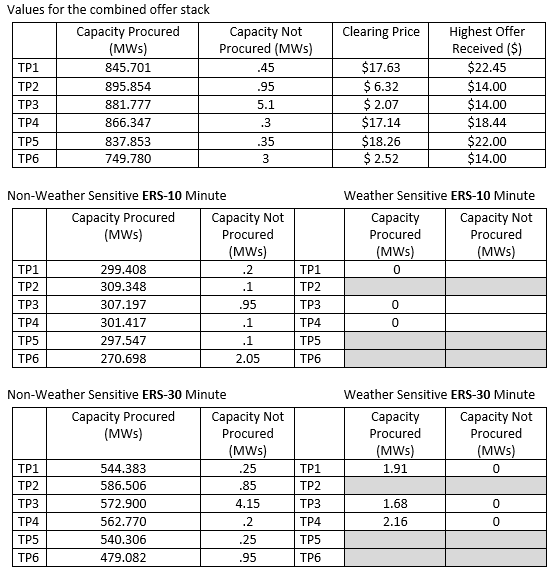 Values for the combined offer stack
Capacity Procured (MWs) Capacity Not Procured (MWs) Clearing Price Highest Offer Received ($)
TP1 845.701 .45 $17.63 $22.45
TP2 895.854 .95 $ 6.32 $14.00
TP3 881.777 5.1 $ 2.07 $14.00
TP4 866.347 .3 $17.14 $18.44
TP5 837.853 .35 $18.26 $22.00
TP6 749.780 3 $ 2.52 $14.00
Non-Weather Sensitive ERS-10 Minute Weather Sensitive ERS-10 Minute
Capacity Procured (MWs) Capacity Not Procured (MWs) Capacity Procured (MWs) Capacity Not Procured (MWs)
TP1 299.408 .2 TP1 0
TP2 309.348 .1 TP2
TP3 307.197 .95 TP3 0
TP4 301.417 .1 TP4 0
TP5 297.547 .1 TP5
TP6 270.698 2.05 TP6
Non-Weather Sensitive ERS-30 Minute Weather Sensitive ERS-30 Minute
Capacity Procured (MWs) Capacity Not Procured (MWs) Capacity Procured (MWs) Capacity Not Procured (MWs)
TP1 544.383 .25 TP1 1.91 0
TP2 586.506 .85 TP2
TP3 572.900 4.15 TP3 1.68 0
TP4 562.770 .2 TP4 2.16 0
TP5 540.306 .25 TP5
TP6 479.082 .95 TP6